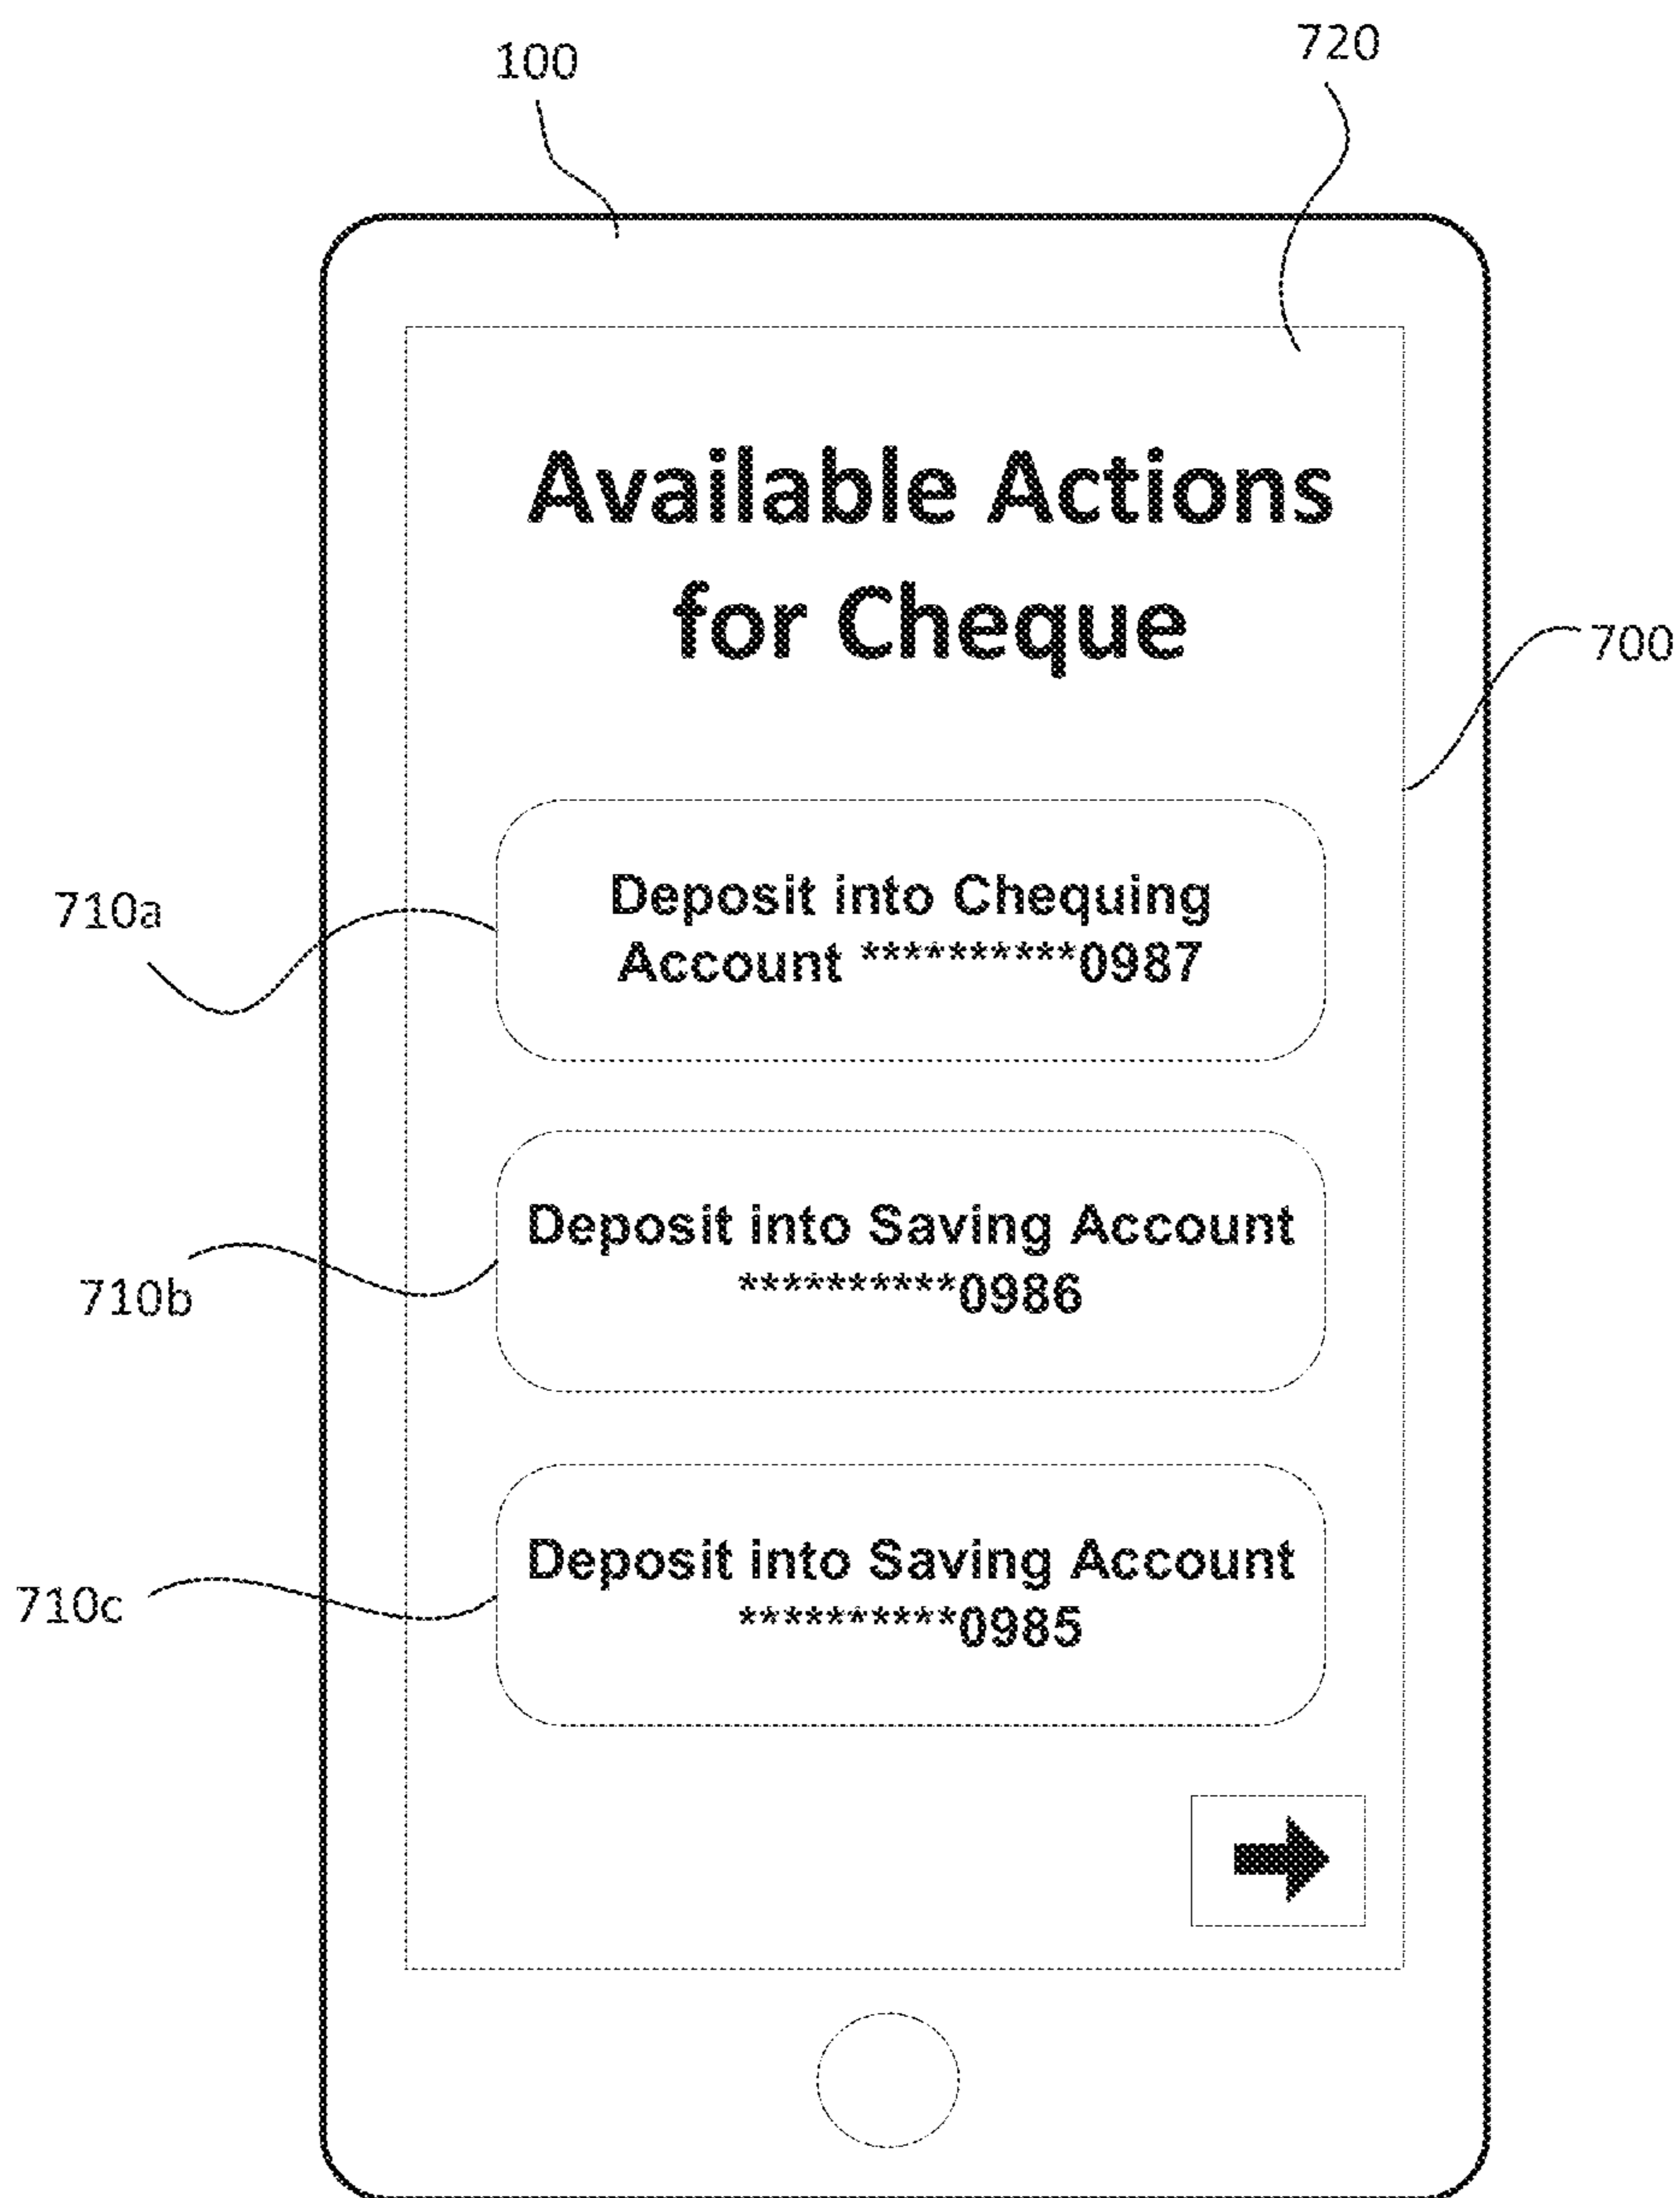 100
720
Available Actions
for Cheque
700
710a
Deposit into Chequing
Account **********0987
710b
Deposit into Saving Account
**********0986
710c
Deposit into Saving Account
**********0985